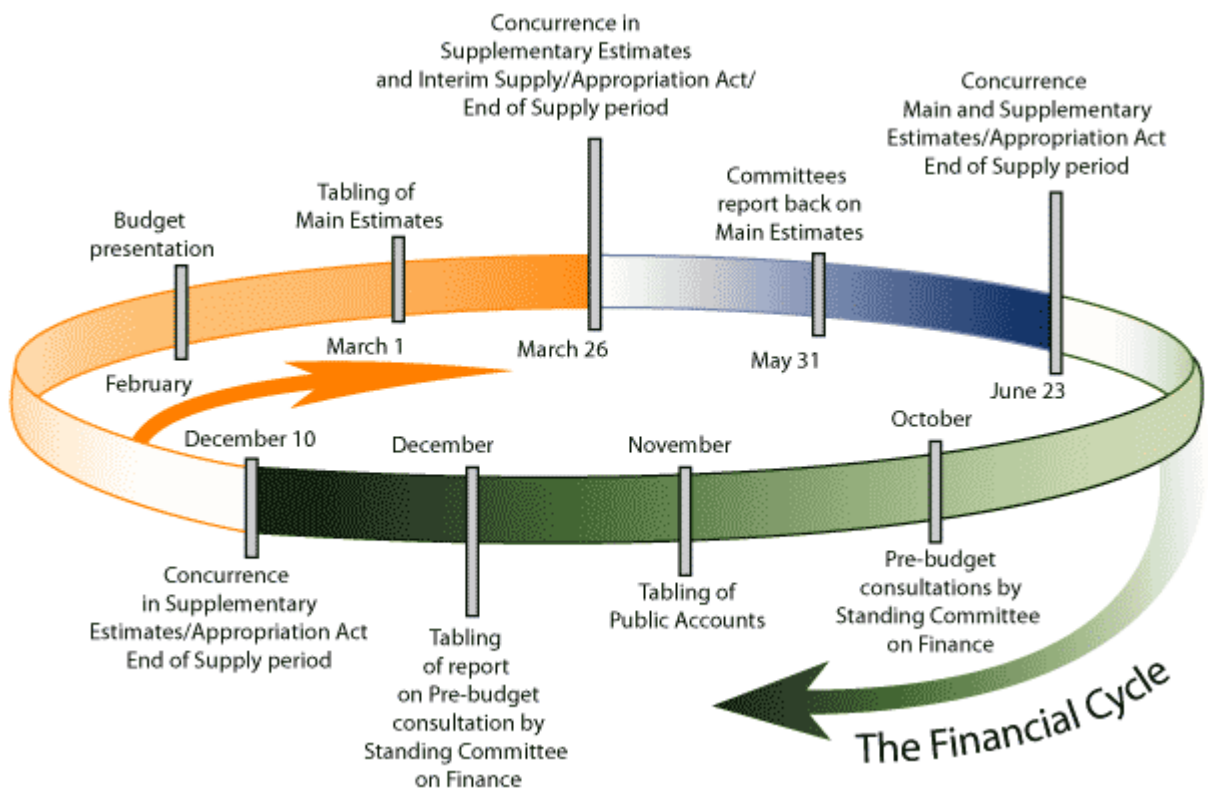 Concurrence in
Supplementary Estimates
and Interim Supply/Appropriation Act/
End of Supply period
Concurrence
Main and Supplementary
Estimates/Appropriation Act
End of Supply period
Tabling of
Main Estimates
Committees
report back on
Main Estimates
Budget
presentation
March 1
March 26
May 31
February
June 23
December 10
December
November
October
Concurrence
in Supplementary
Estimates/Appropriation Act
End of Supply period
Tabling
of report
on Pre-budget
consultation by
Standing Committee
on Finance
Tabling of
Public Accounts
Pre-budget
consultations by
Standing Committee
on Finance
The Financial Cycle